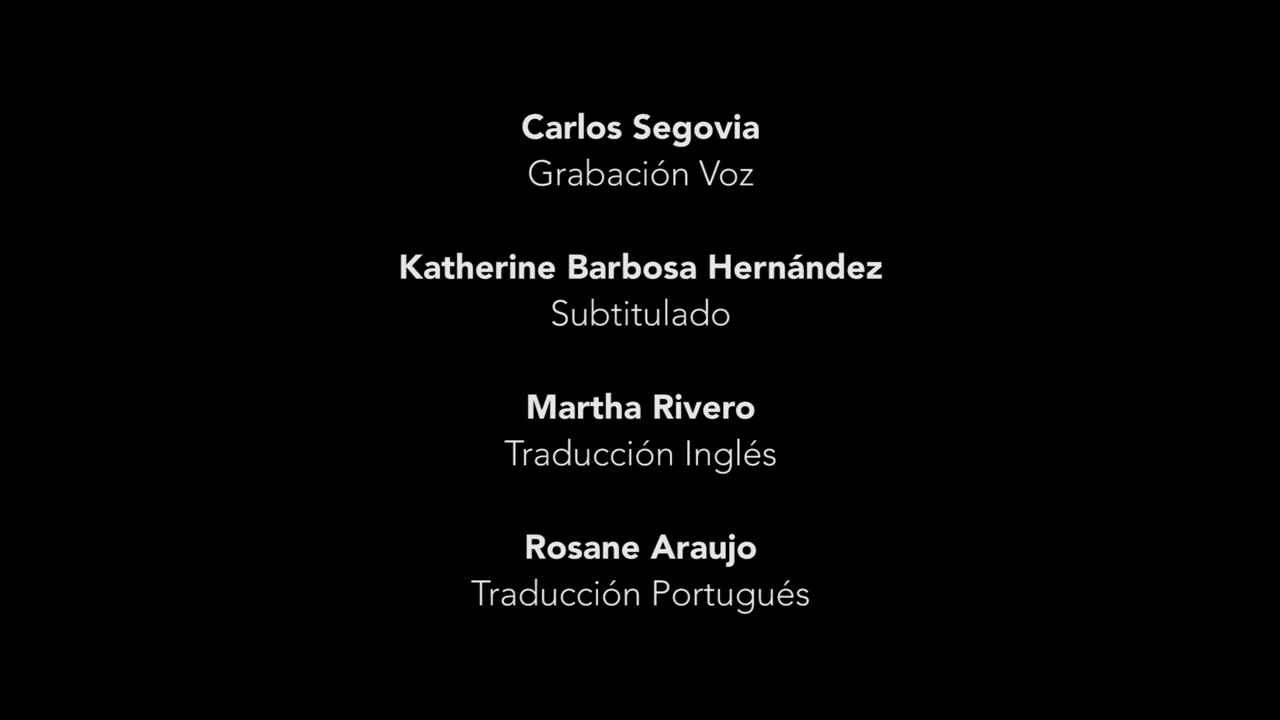 Carlos Segovia
Grabación Voz
Katherine Barbosa Hernández
Subtitulado
Martha Rivero
Traducción Inglés
Rosane Araujo
Traducción Portugués